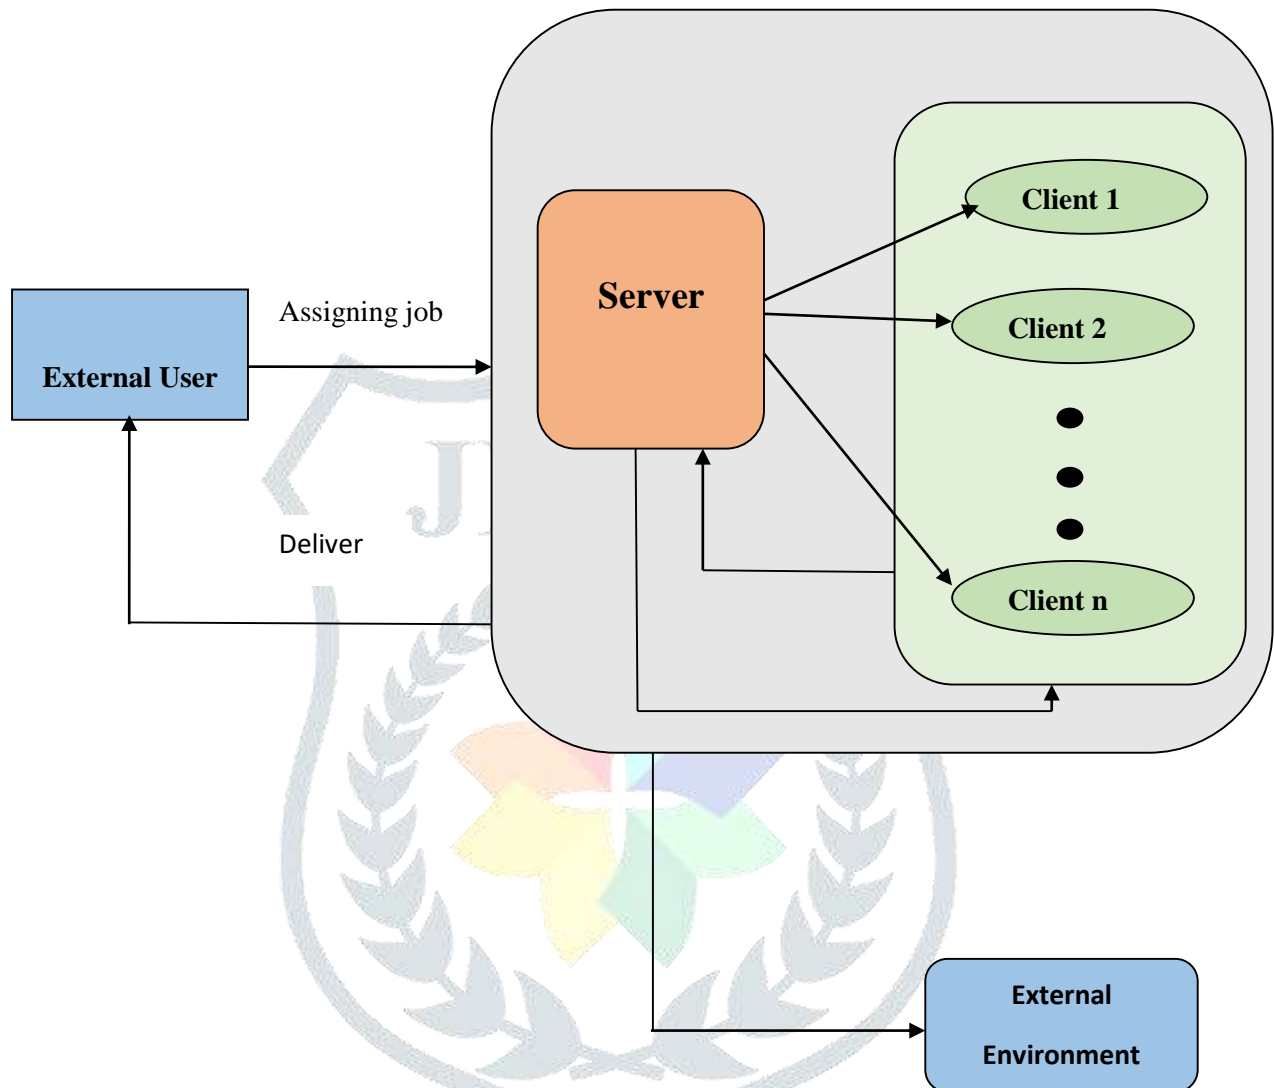 Client 1
Server
Assigning job
Client 2
External User
Deliver
Client n
External
Environment